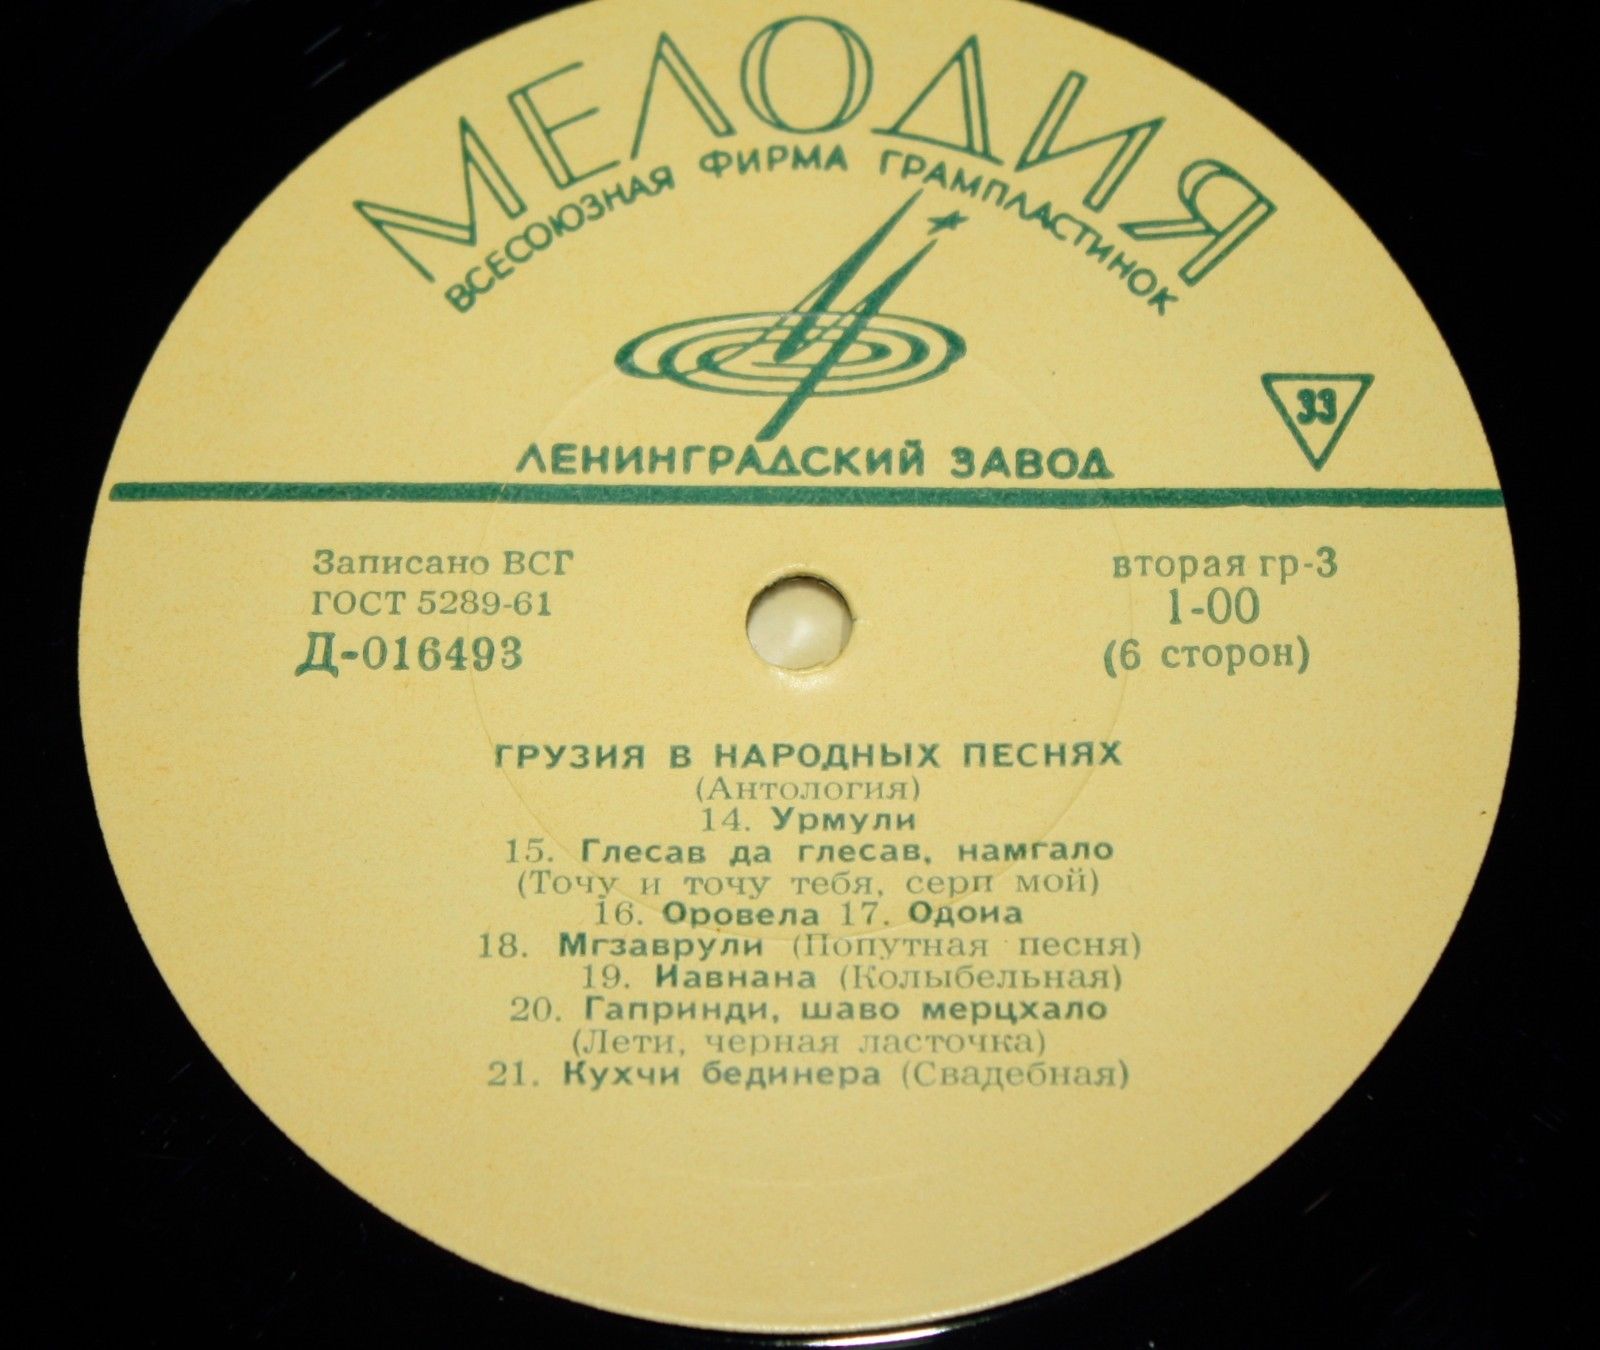 МЕЛОДИЯ
ВСЕСОЮЗНАЯ ФИРМА ГРАМПЛАСТИНОК
33
ЛЕНИНГРАДСКИЙ ЗАВОД
Записано ВСГ
ГОСТ 5289-61
Д-016493
вторая гр-3
1-00
(6 сторон)
ГРУЗИЯ В НАРОДНЫХ ПЕСНЯХ
(Антология)
14. Урмули
15. Глесав да глесав, намгало
(Точу и точу тебя, серп мой)
16. Оровела 17. Одоиа
18. Мгзаврули (Попутная песня)
19. Иавнана (Колыбельная)
20. Гапринди, шаво мерцхало
(Лети, черная ласточка)
21. Кухчи бединера (Свадебная)